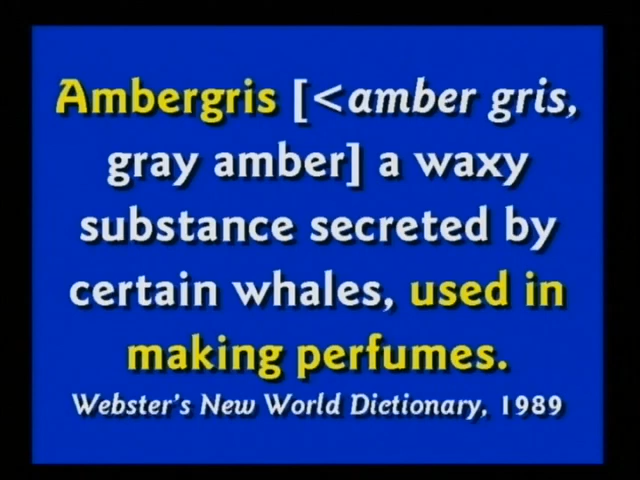 Ambergris [<amber gris,
gray amber] a waxy
substance secreted by
certain whales, used in
making perfumes.
Webster's New World Dictionary, 1989